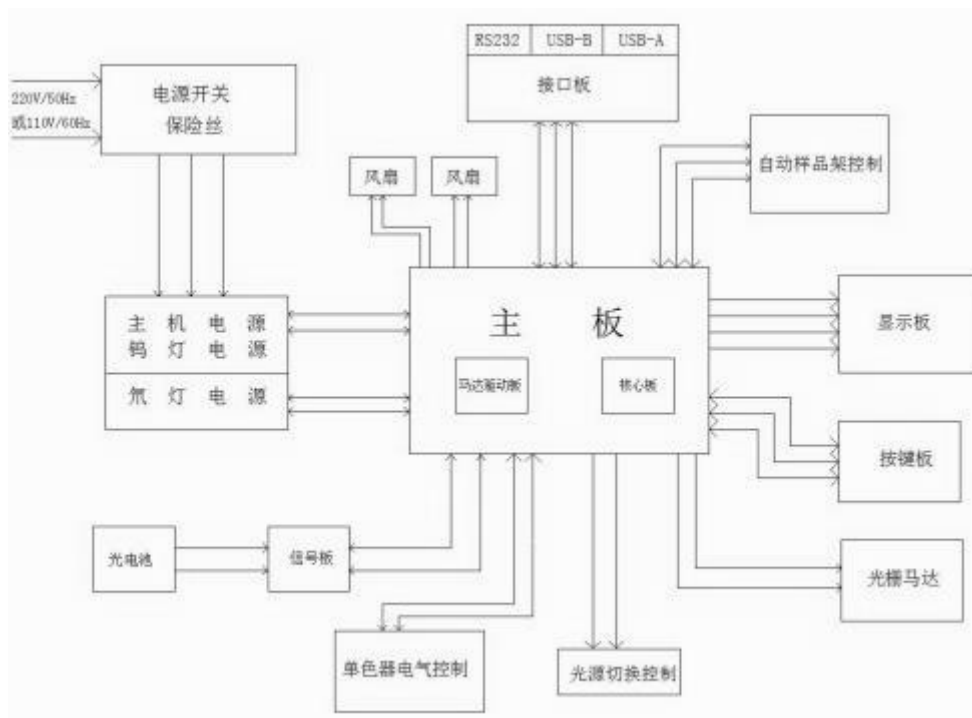 RS232 USB-B USB-A
接口板
220V/50Hz
或110V/60Hz
电源开关
保险丝
自动样品架控制
风扇
风扇
主机电源
钨灯电源
氘灯电源
主 板
马达驱动板
核心板
显示板
按键板
光电池
信号板
光栅马达
单色器电气控制
光源切换控制